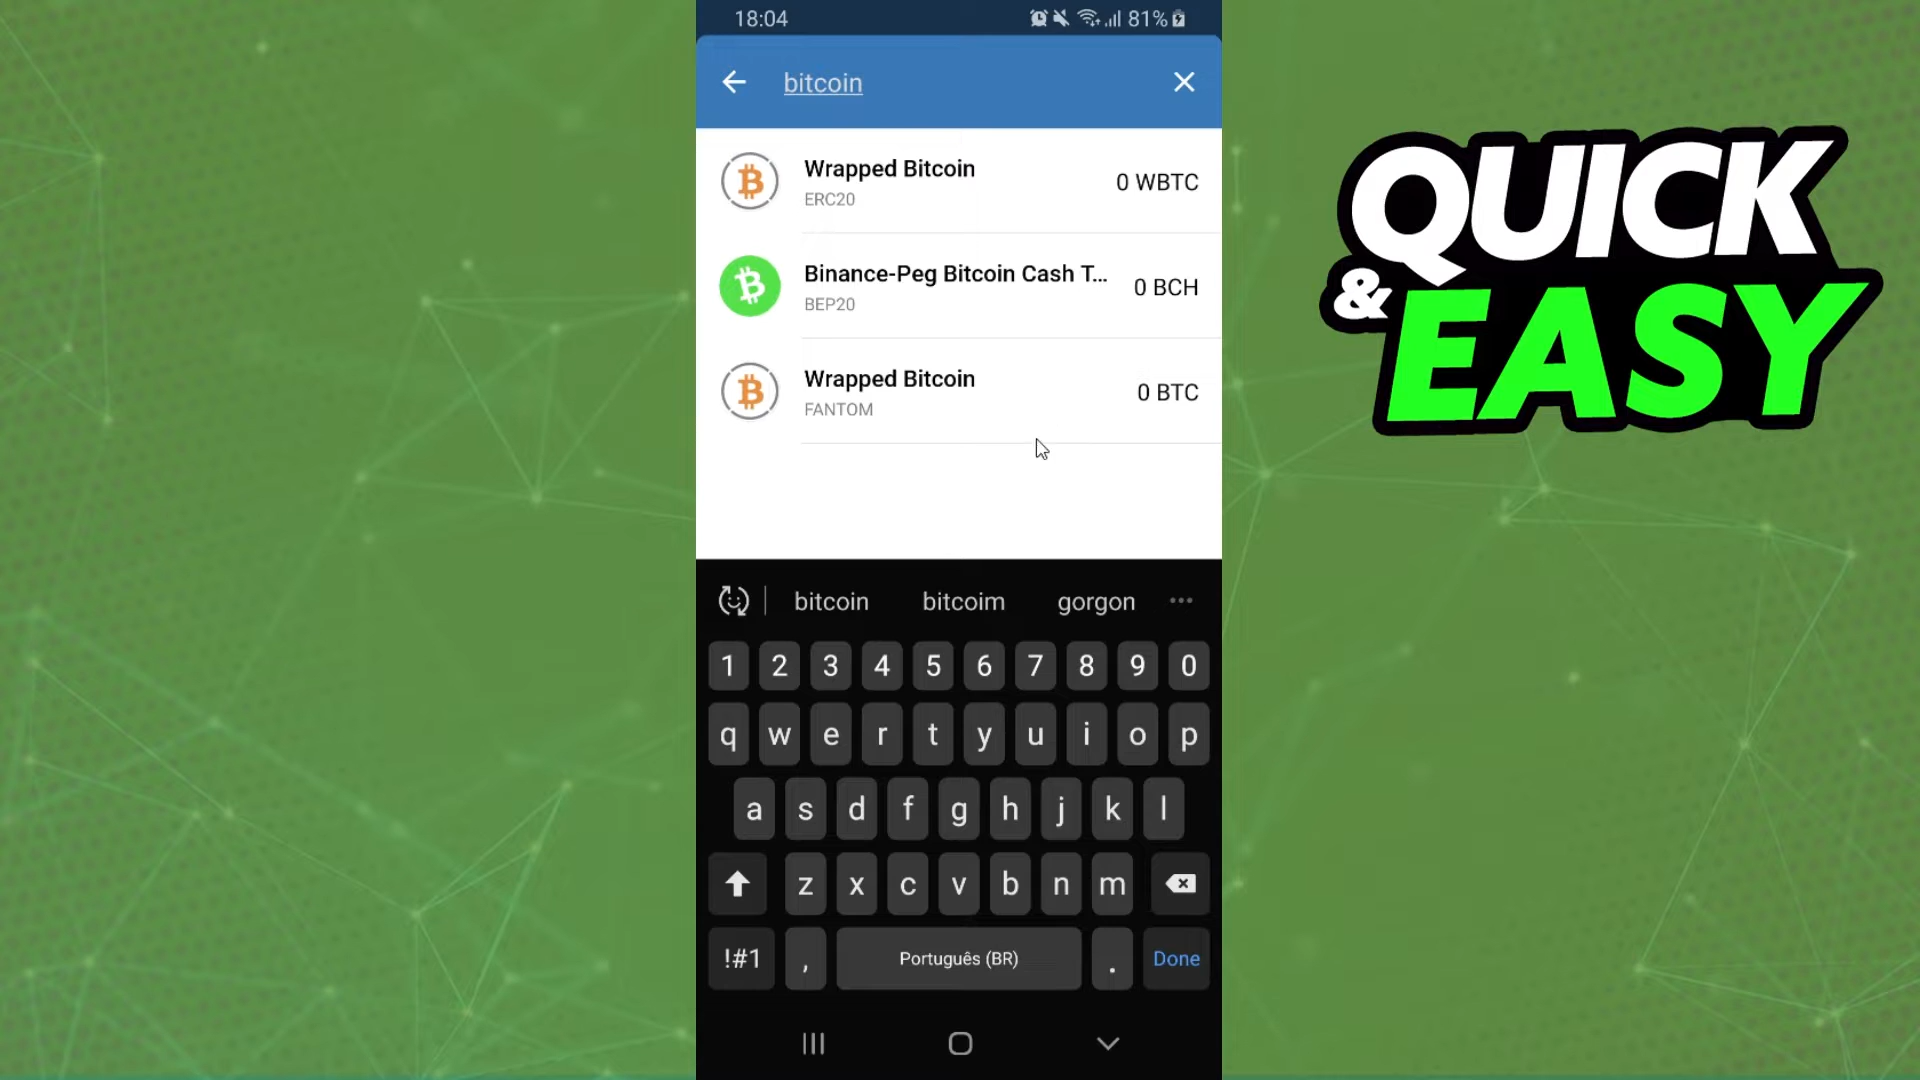 18:04 81%
bitcoin
Wrapped Bitcoin
ERC20
0 WBTC
Binance-Peg Bitcoin Cash T...
BEP20
0 BCH
Wrapped Bitcoin
FANTOM
0 BTC
bitcoin bitcoim gorgon ...
1 2 3 4 5 6 7 8 9 0
q w e r t y u i o p
a s d f g h j k l
z x c v b n m
!#1 , Português (BR) . Done
QUICK
& EASY